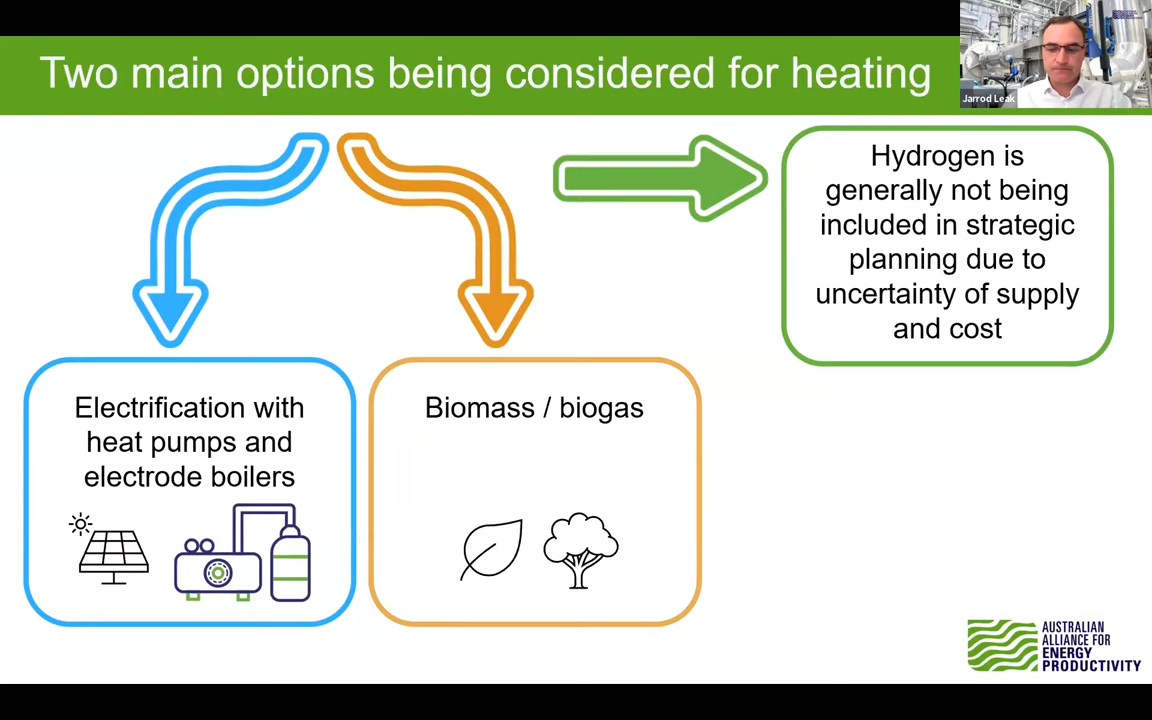 Two main options being considered for heating
Jarrod Leak
Hydrogen is
generally not being
included in strategic
planning due to
uncertainty of supply
and cost
Electrification with
heat pumps and
electrode boilers
Biomass / biogas
AUSTRALIAN
ALLIANCE FOR
ENERGY
PRODUCTIVITY